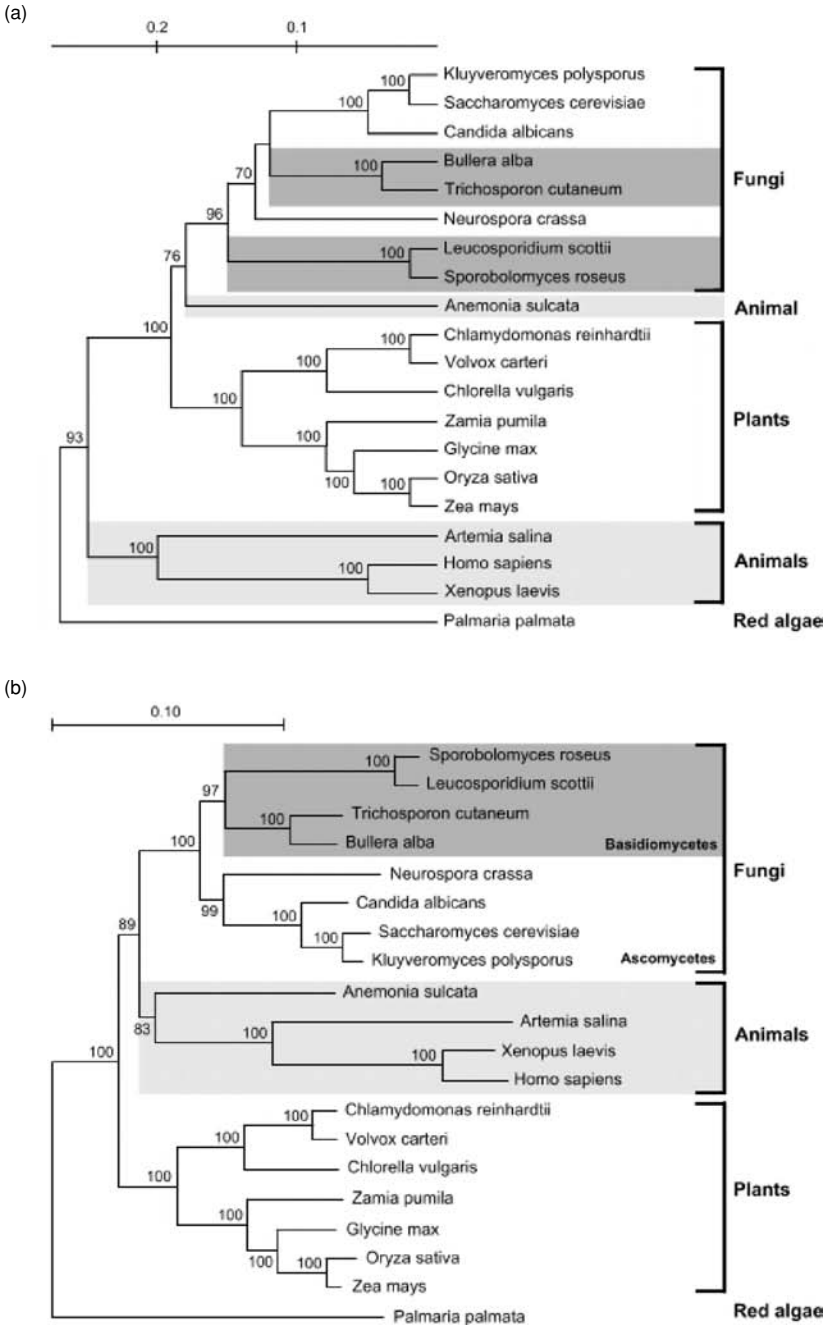 (a)
0.2 0.1
100 Kluyveromyces polysporus
100 Saccharomyces cerevisiae
Candida albicans
100 Bullera alba
Trichosporon cutaneum
Fungi
70
Neurospora crassa
96
100 Leucosporidium scottii
Sporobolomyces roseus
76
Anemonia sulcata Animal
100
100 Chlamydomonas reinhardtii
100 Volvox carteri
Chlorella vulgaris
100
100 Zamia pumila
Plants
93
Glycine max
100 100 Oryza sativa
Zea mays
100 Artemia salina
100 Homo sapiens
Animals
Xenopus laevis
Palmaria palmata Red algae
(b)
0.10
100 Sporobolomyces roseus
Leucosporidium scottii
97
100 Trichosporon cutaneum
Bullera alba Basidiomycetes
100
Fungi
Neurospora crassa
99
100 Candida albicans
100 Saccharomyces cerevisiae
89
Kluyveromyces polysporus Ascomycetes
Anemonia sulcata
83
100 Artemia salina
Animals
100 Xenopus laevis
Homo sapiens
100
100 Chlamydomonas reinhardtii
100 Volvox carteri
Chlorella vulgaris
100
Plants
100 Zamia pumila
Glycine max
100 100 Oryza sativa
Zea mays
Palmaria palmata Red algae